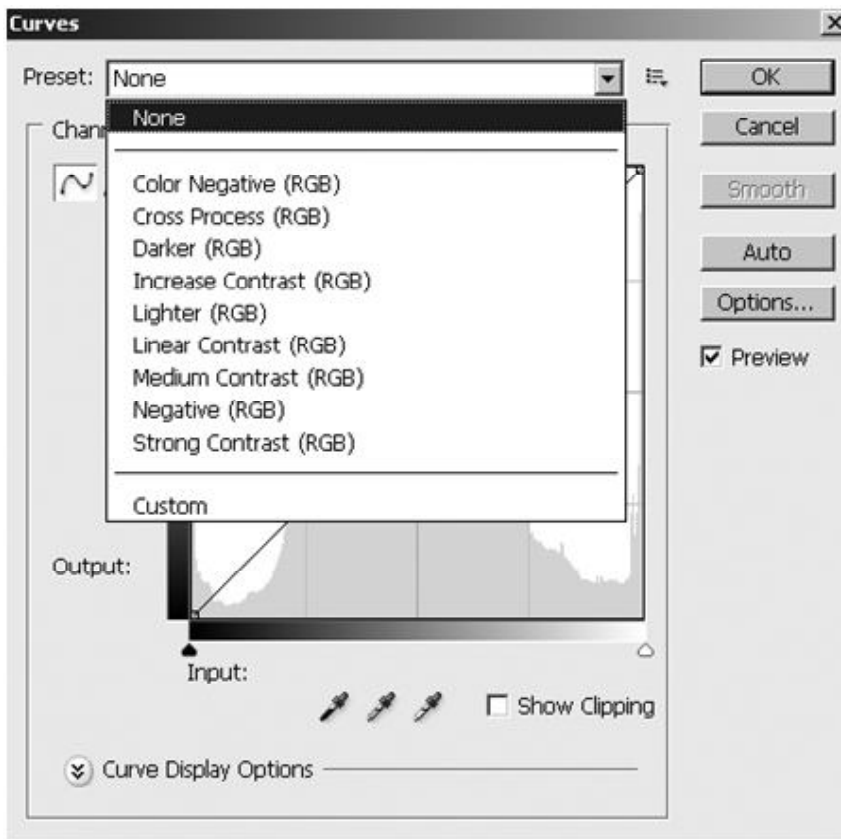 Curves
Preset: None
OK
None
Chann
Cancel
Color Negative (RGB)
Smooth
Cross Process (RGB)
Darker (RGB)
Auto
Increase Contrast (RGB)
Options...
Lighter (RGB)
Linear Contrast (RGB)
Preview
Medium Contrast (RGB)
Negative (RGB)
Strong Contrast (RGB)
Custom
Output:
Input:
Show Clipping
Curve Display Options